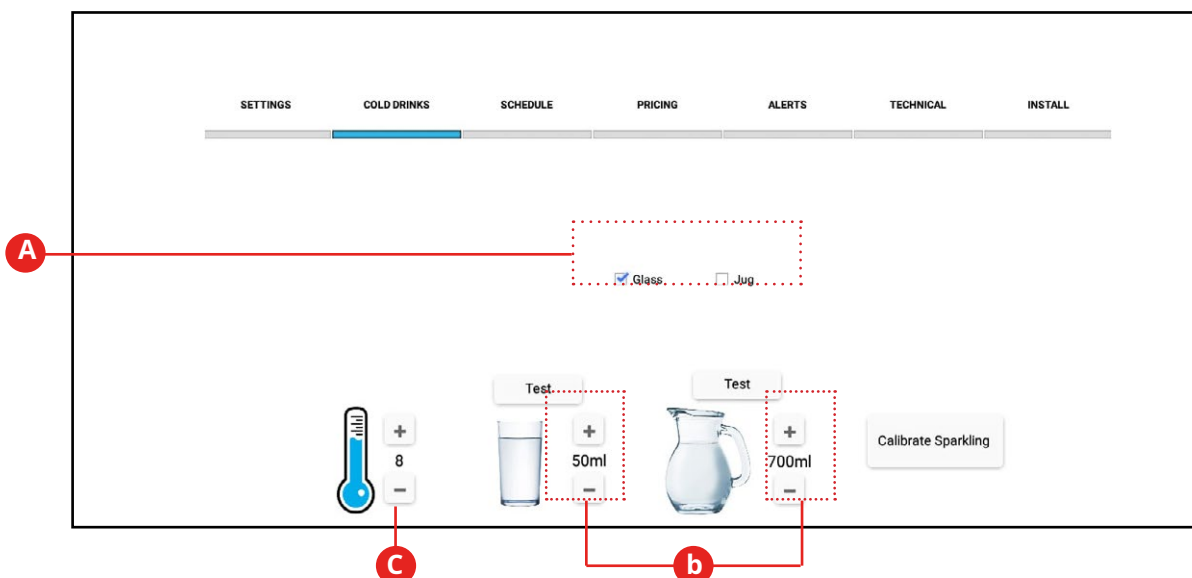 SETTINGS COLD DRINKS SCHEDULE PRICING ALERTS TECHNICAL INSTALL
A
Glass Jug
Test Test
+ + +
Calibrate Sparkling
8 50ml 700ml
− − −
C b